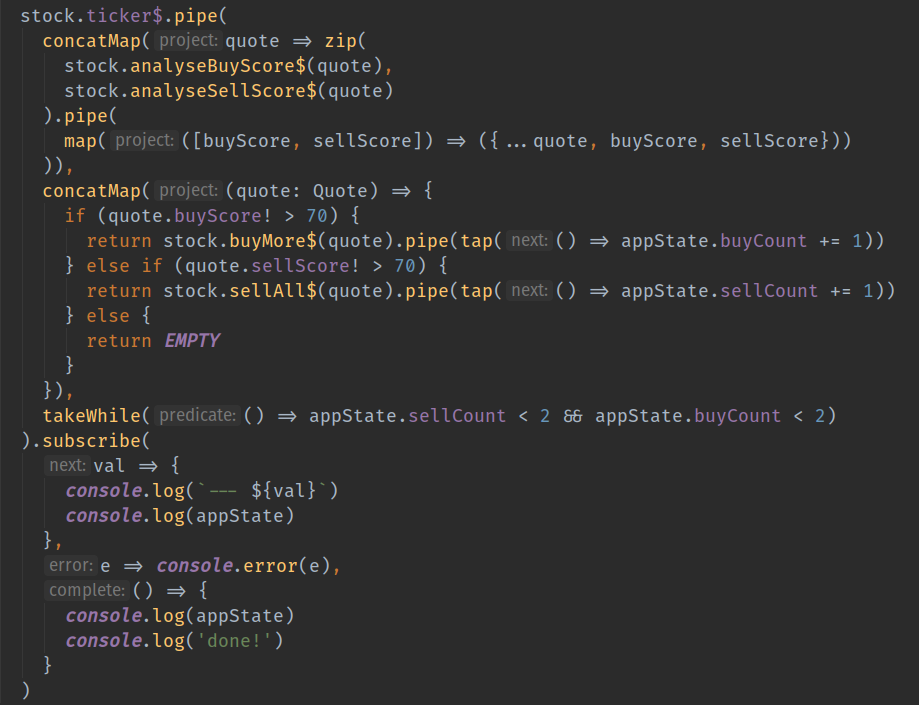 stock.ticker$.pipe(
concatMap( project: quote => zip(
stock.analyseBuyScore$(quote),
stock.analyseSellScore$(quote)
).pipe(
map( project: ([buyScore, sellScore]) => ({...quote, buyScore, sellScore}))
)),
concatMap( project: (quote: Quote) => {
if (quote.buyScore! > 70) {
return stock.buyMore$(quote).pipe(tap( next: () => appState.buyCount += 1))
} else if (quote.sellScore! > 70) {
return stock.sellAll$(quote).pipe(tap( next: () => appState.sellCount += 1))
} else {
return EMPTY
}
}),
takeWhile( predicate: () => appState.sellCount < 2 && appState.buyCount < 2)
).subscribe(
next: val => {
console.log(`--- ${val}`)
console.log(appState)
},
error: e => console.error(e),
complete: () => {
console.log(appState)
console.log('done!')
}
)